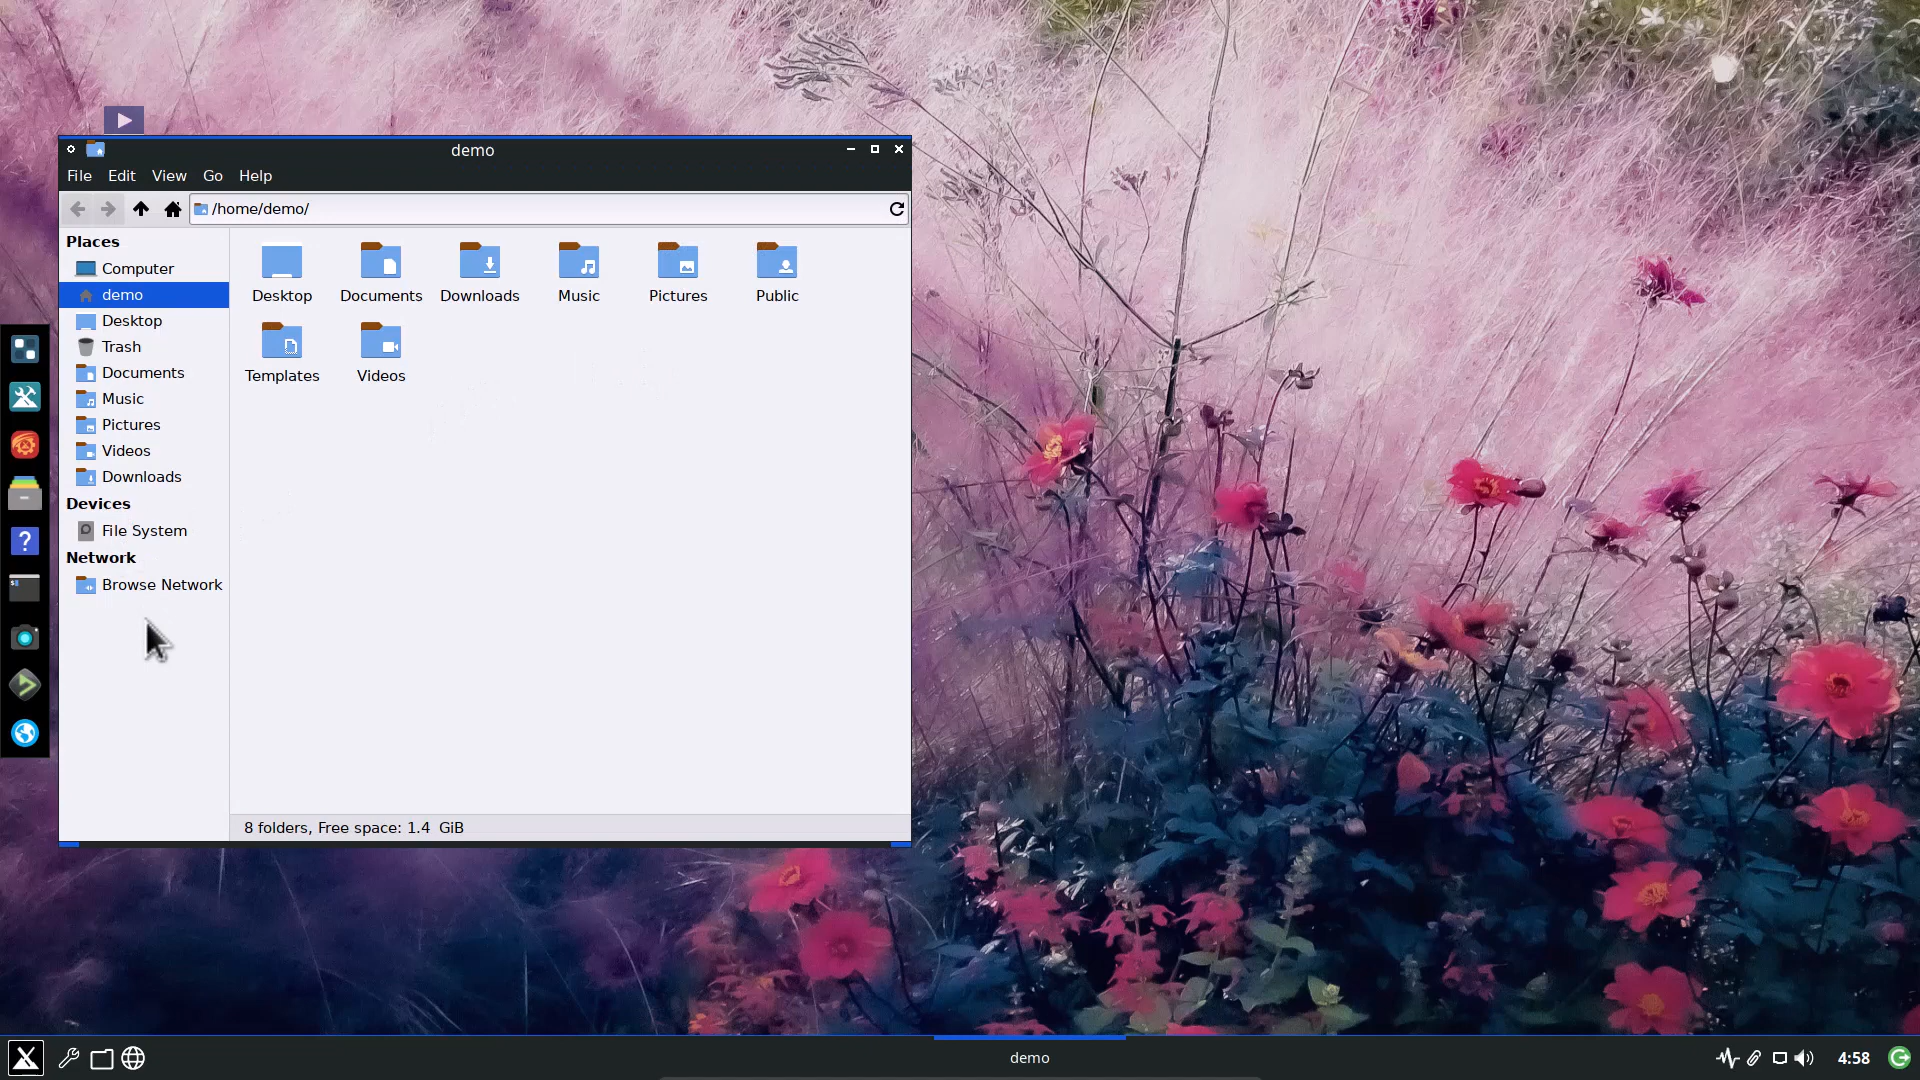 demo
File Edit View Go Help
/home/demo/
Places
Computer
demo
Desktop
Trash
Documents
Music
Pictures
Videos
Downloads
Devices
File System
Network
Browse Network
Desktop Documents Downloads Music Pictures Public
Templates Videos
8 folders, Free space: 1.4 GiB
demo
4:58